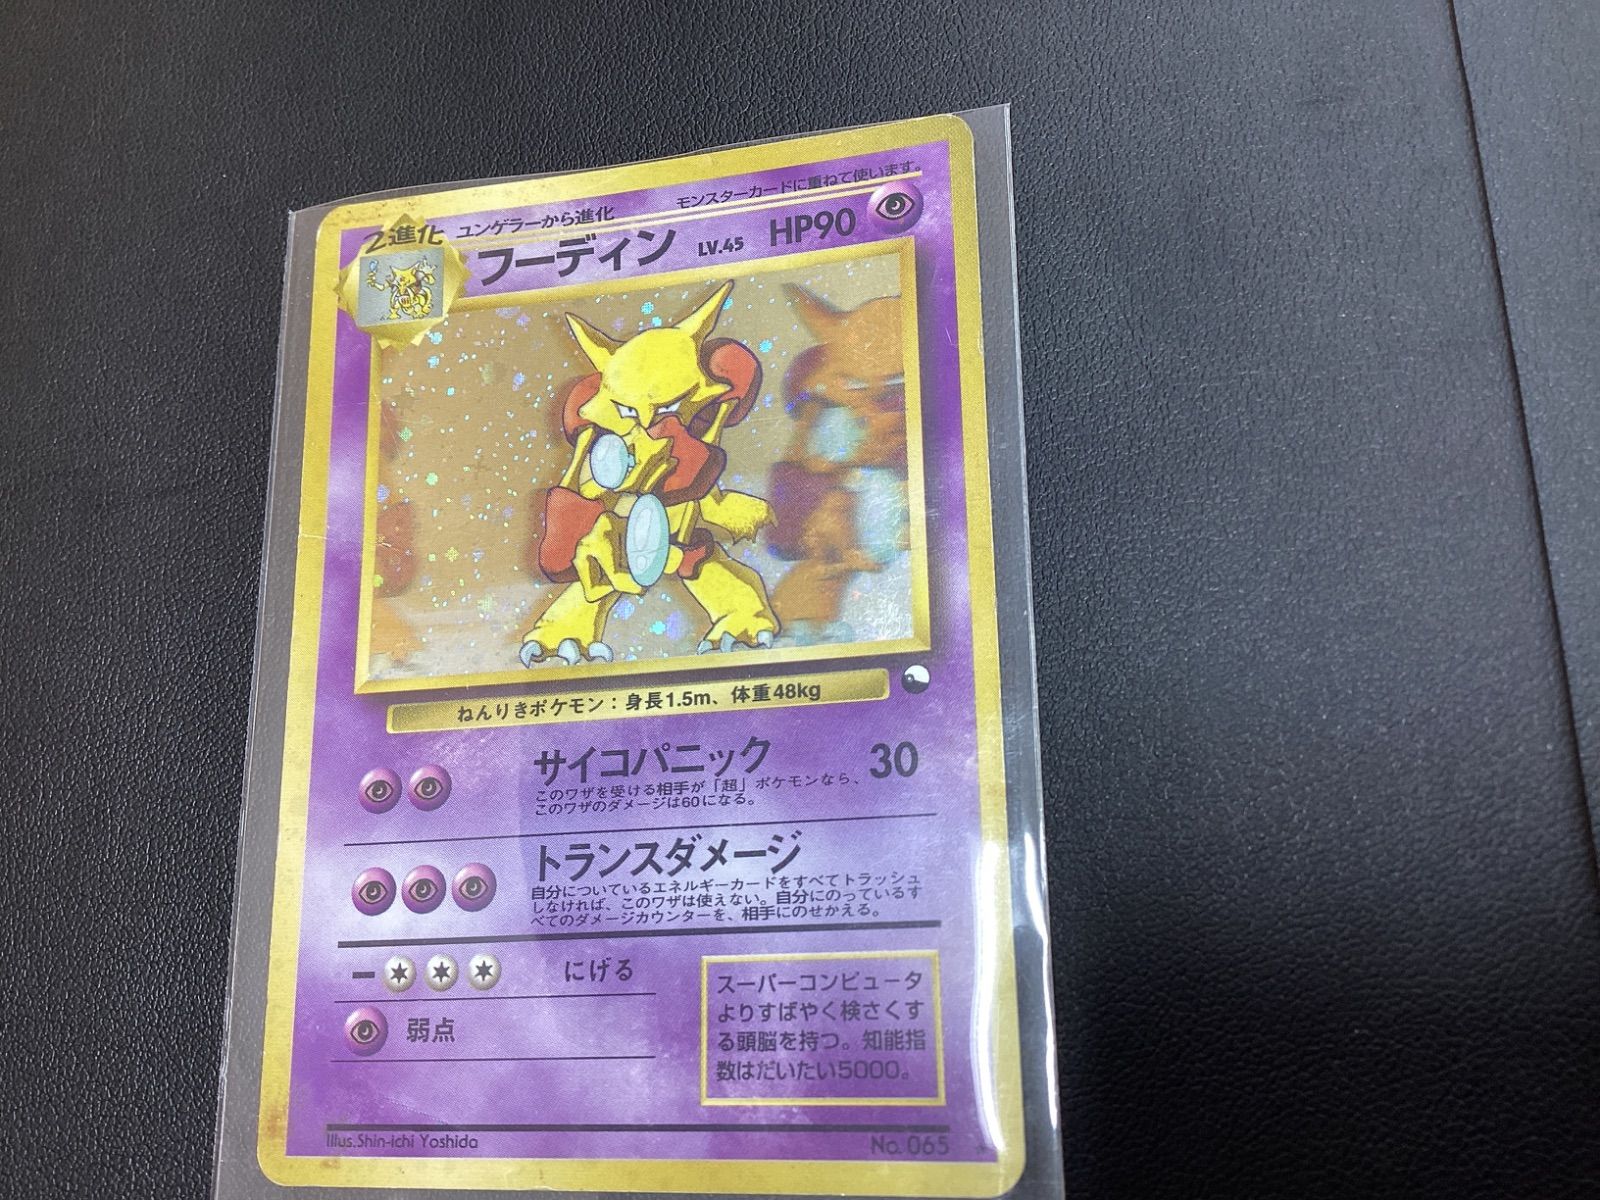 ユンゲラーから進化 モンスターカードに重ねて使います。
2進化
フーディン LV.45 HP90
ねんりきポケモン：身長1.5m、体重48kg
サイコパニック 30
このワザを受ける相手が「超」ポケモンなら、
このワザのダメージは60になる。
トランスダメージ
自分についているエネルギーカードをすべてトラッシュ
しなければ、このワザは使えない。自分にのっているす
べてのダメージカウンターを、相手にのせかえる。
にげる
弱点
スーパーコンピュータ
よりすばやく検さくす
る頭脳を持つ。知能指
数はだいたい5000。
Illus.Shin-ichi Yoshida
No. 065